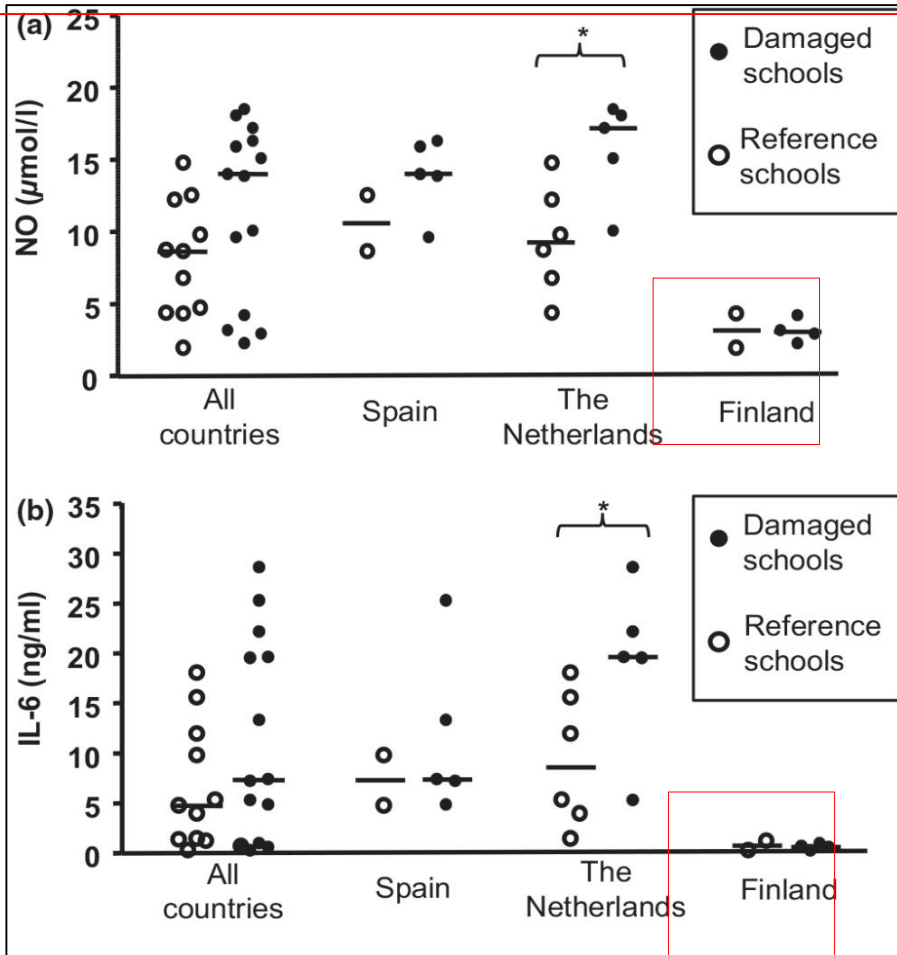 (a)
25
20
15
10
5
0
NO (µmol/l)
*
Damaged
schools
Reference
schools
All
countries
Spain
The
Netherlands
Finland
(b)
35
30
25
20
15
10
5
0
IL-6 (ng/ml)
*
Damaged
schools
Reference
schools
All
countries
Spain
The
Netherlands
Finland